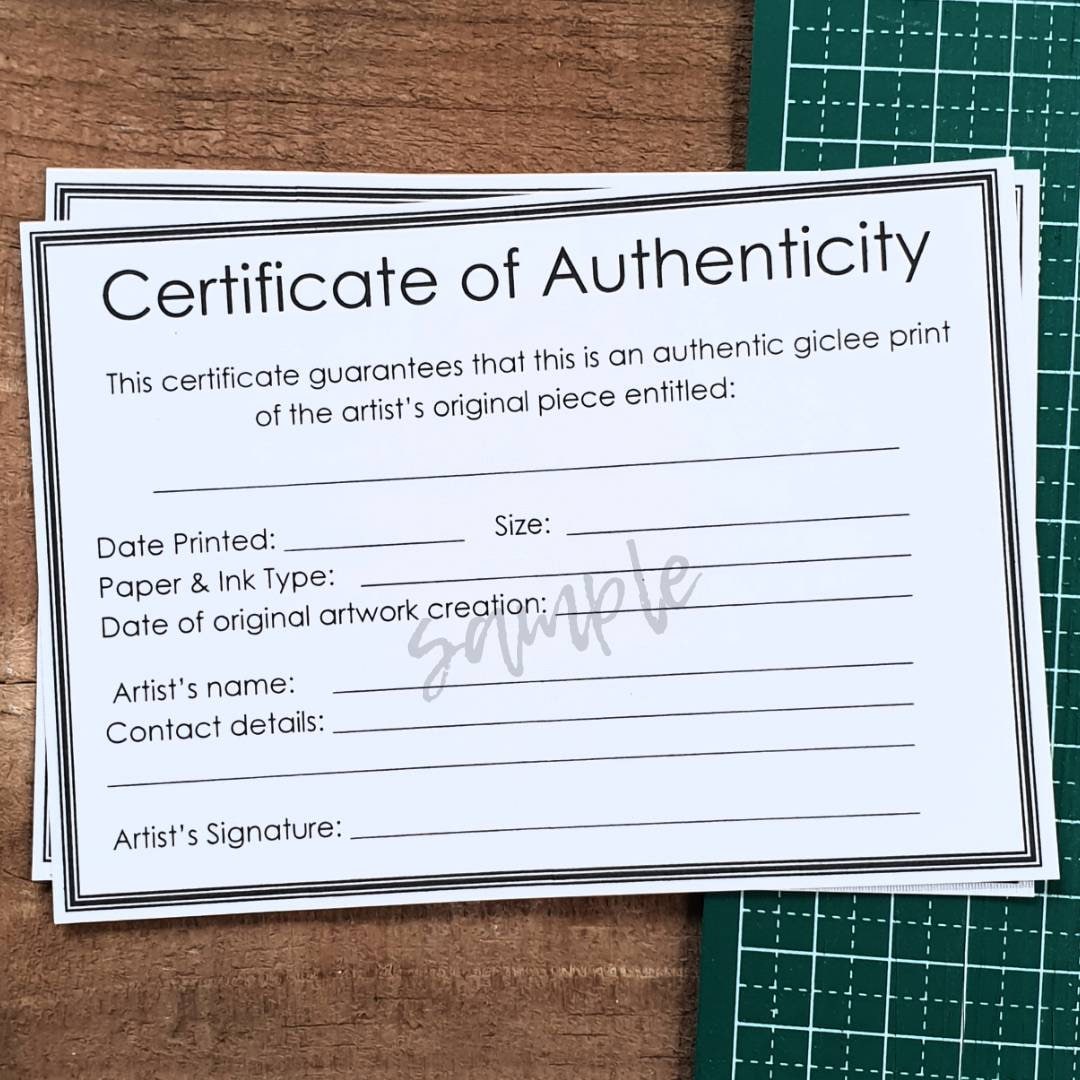 Certificate of Authenticity
This certificate guarantees that this is an authentic giclee print
of the artist's original piece entitled:
Date Printed: Size:
Paper & Ink Type:
Date of original artwork creation:
sample
Artist's name:
Contact details:
Artist's Signature: